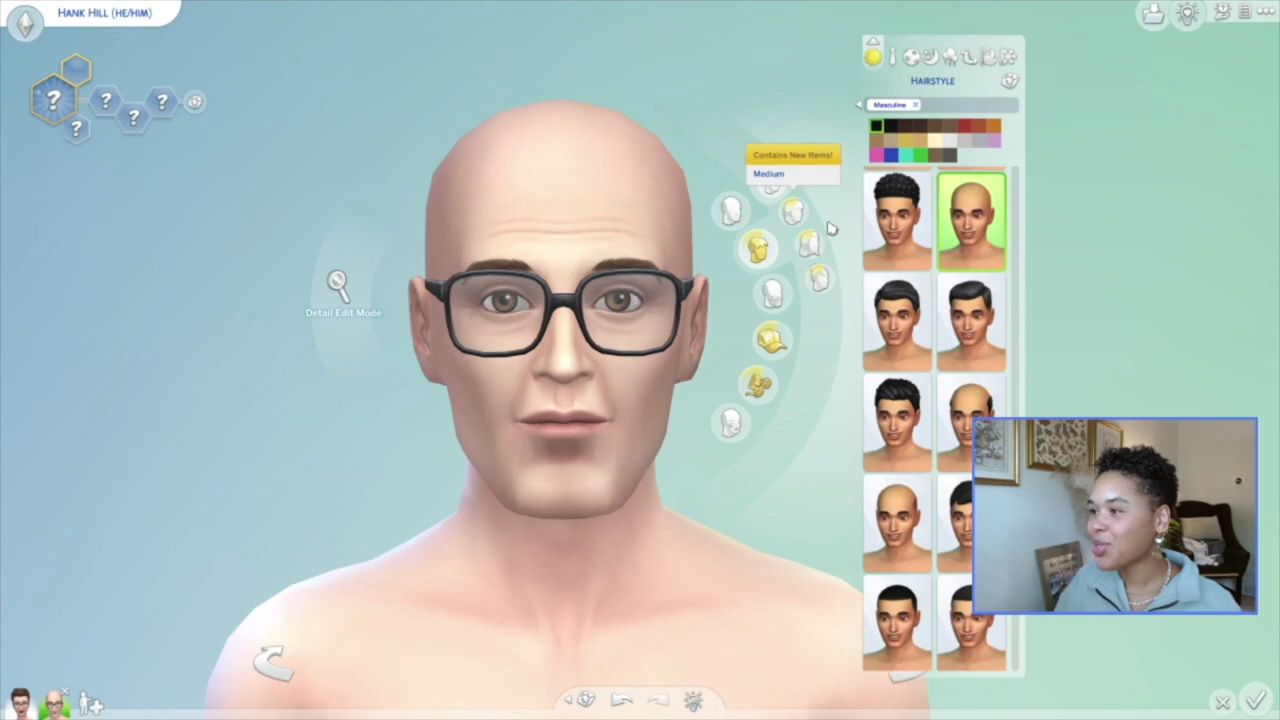 HANK HILL (HE/HIM)
?
?
?
?
?
HAIRSTYLE
Masculine X
Contains New Items!
Medium
Detail Edit Mode